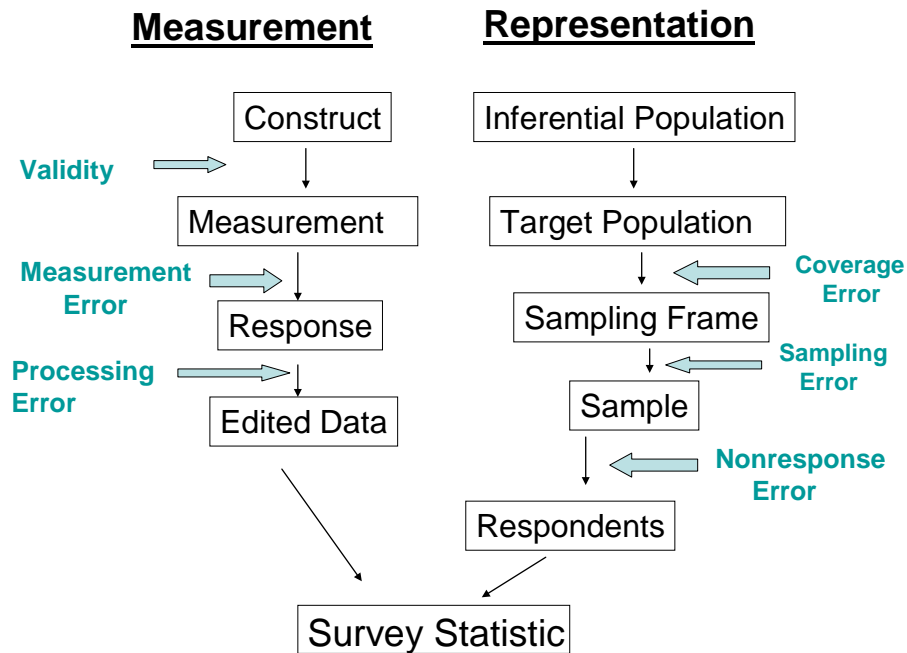 Measurement
Representation
Construct
Inferential Population
Validity
Measurement
Target Population
Measurement
Error
Coverage
Error
Response
Sampling Frame
Processing
Error
Sampling
Error
Edited Data
Sample
Nonresponse
Error
Respondents
Survey Statistic